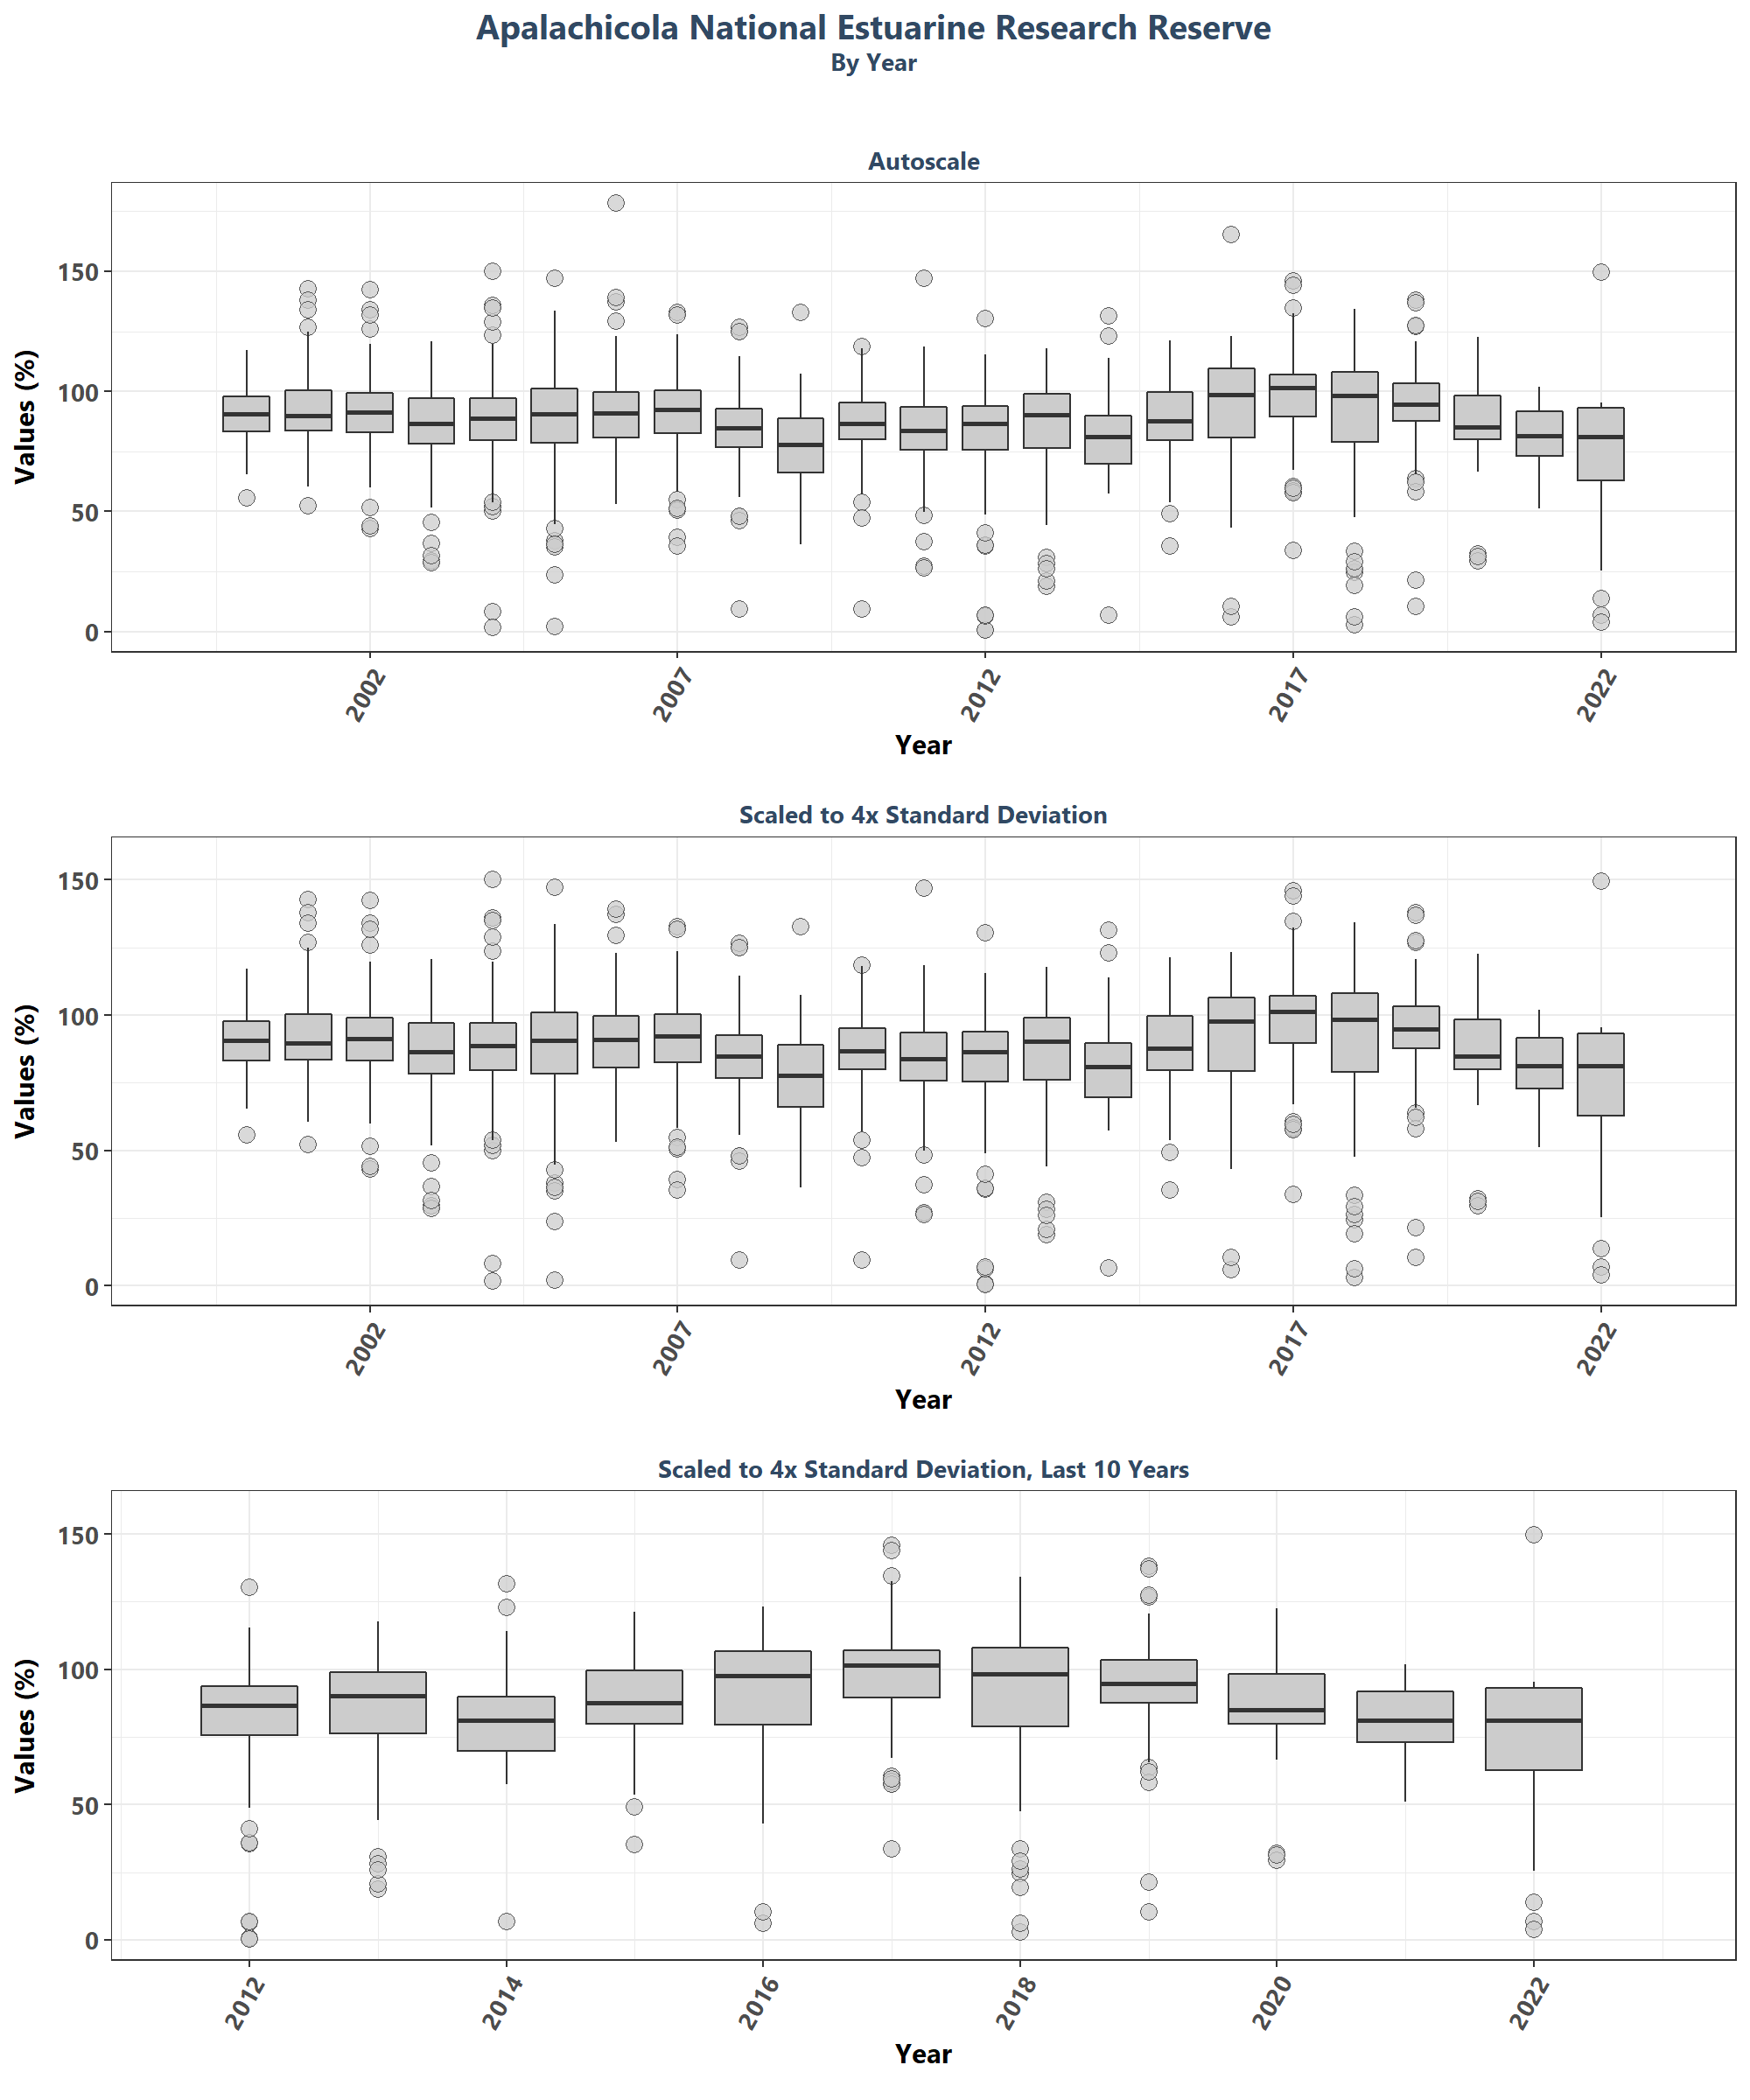 Apalachicola National Estuarine Research Reserve
By Year
Autoscale
Values (%)
150
100
50
0
2002
2007
2012
2017
2022
Year
Scaled to 4x Standard Deviation
Values (%)
150
100
50
0
2002
2007
2012
2017
2022
Year
Scaled to 4x Standard Deviation, Last 10 Years
Values (%)
150
100
50
0
2012
2014
2016
2018
2020
2022
Year